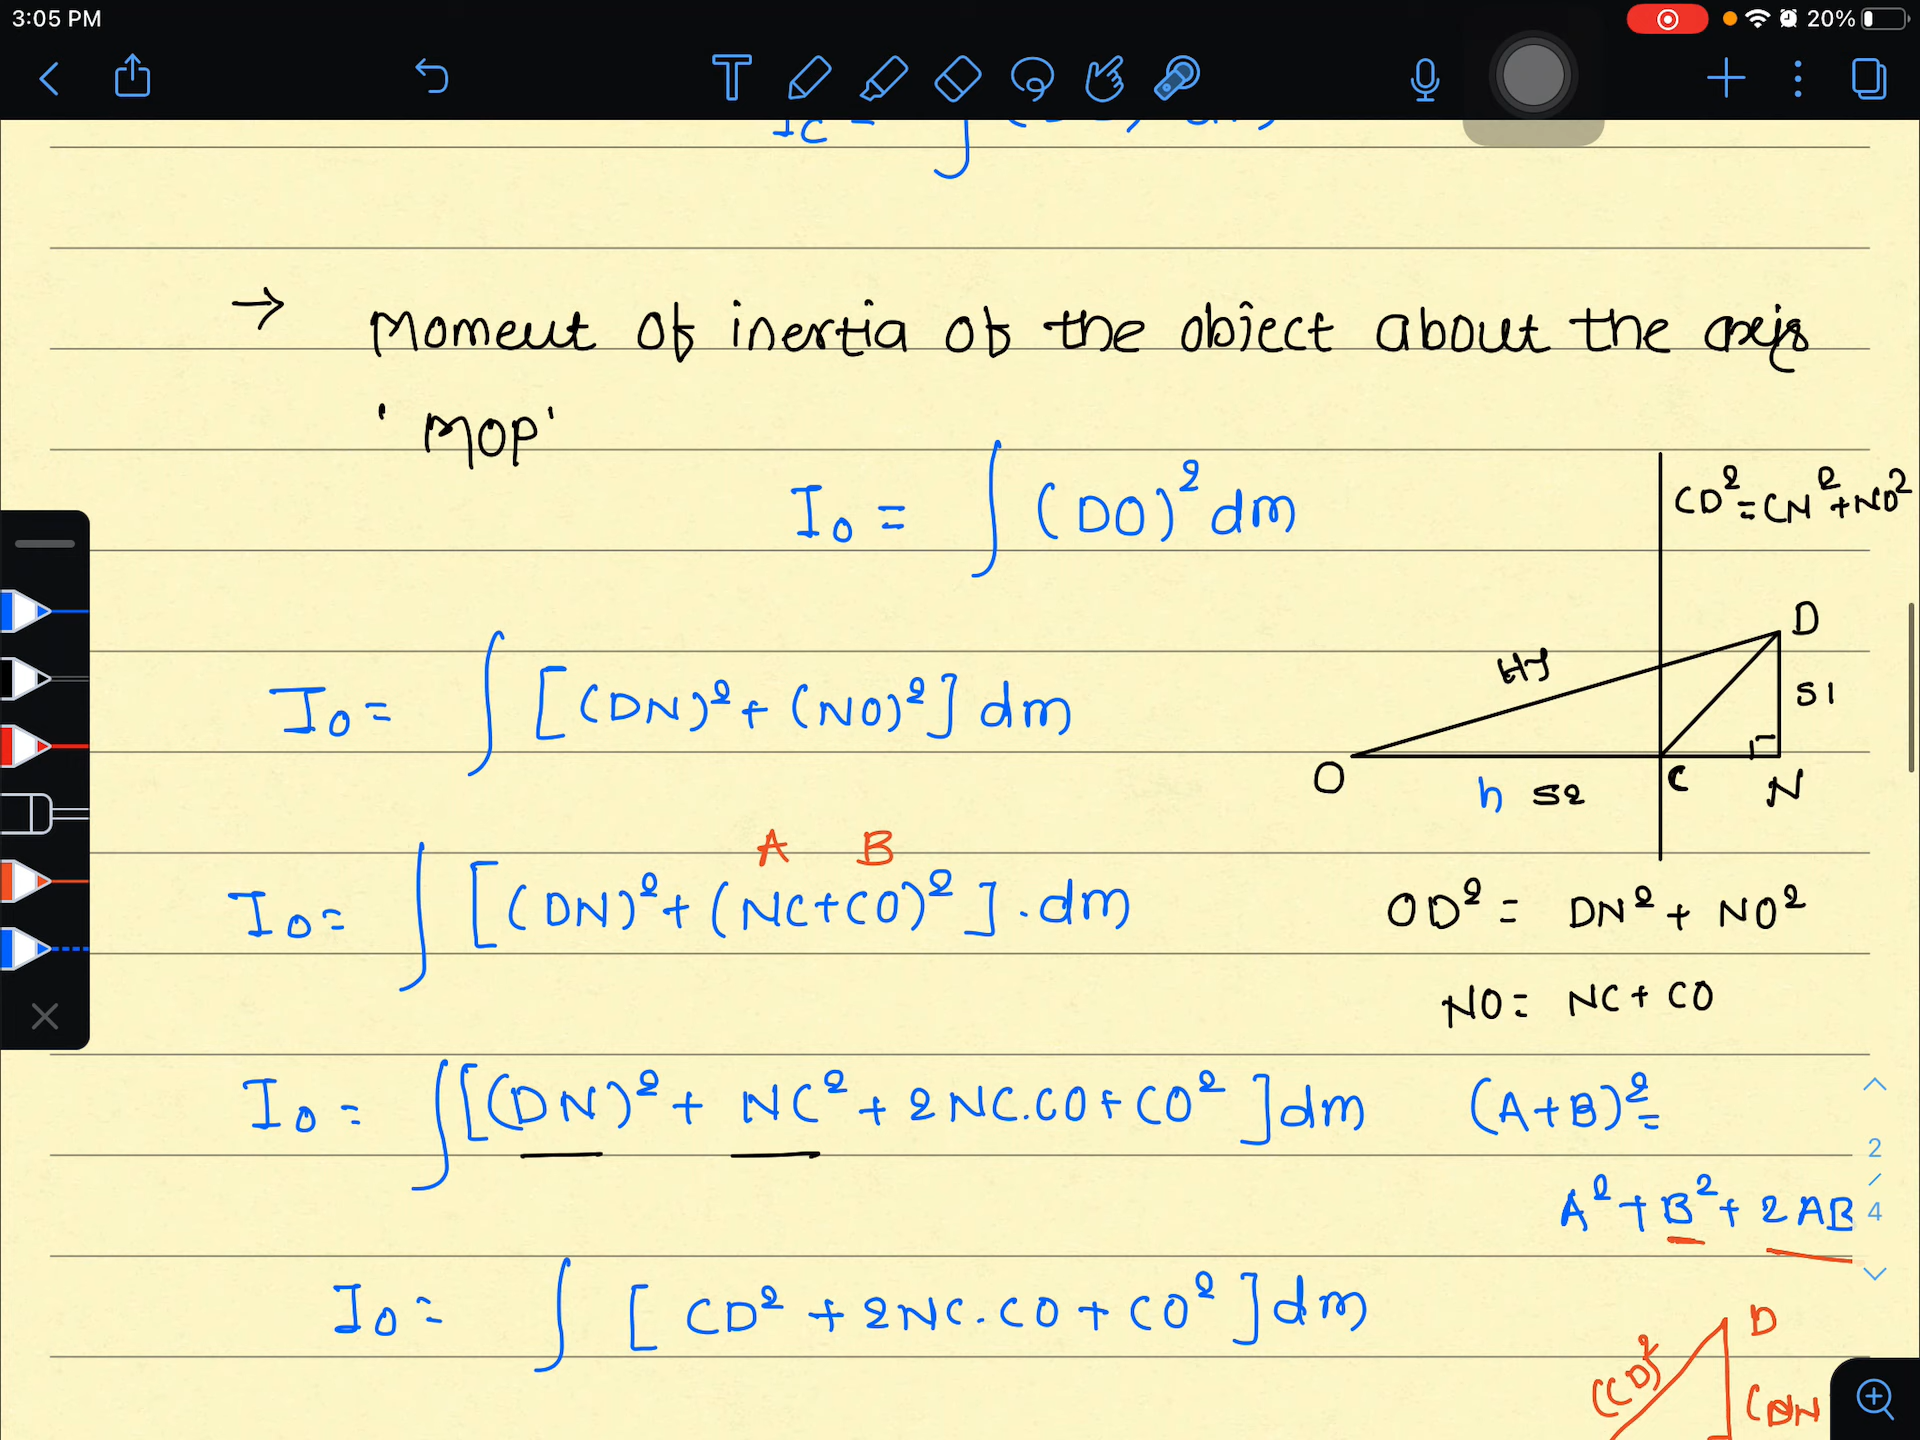 3:05 PM
20%
→ Moment of inertia of the object about the axis
'MOP'
I₀ = ∫ (DO)² dm
CD² = CN² + ND²
I₀ = ∫ [(DN)² + (NO)²] dm
D
Hy
S1
O
h S2
C
N
A B
I₀ = ∫ [(DN)² + (NC+CO)²] . dm
OD² = DN² + NO²
NO = NC + CO
I₀ = ∫ [(DN)² + NC² + 2NC.CO + CO²] dm
(A+B)² =
A² + B² + 2AB
2 / 4
I₀ = ∫ [CD² + 2NC.CO + CO²] dm
D
(CD)²
(DN